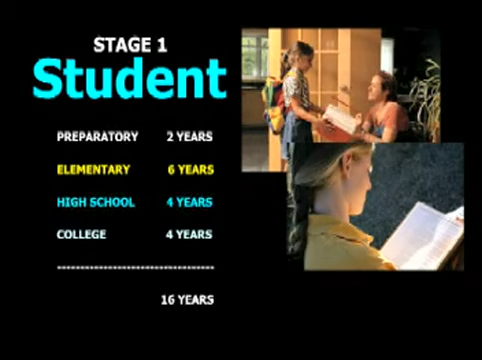 STAGE 1
Student
PREPARATORY 2 YEARS
ELEMENTARY 6 YEARS
HIGH SCHOOL 4 YEARS
COLLEGE 4 YEARS
-----------------------------------
16 YEARS